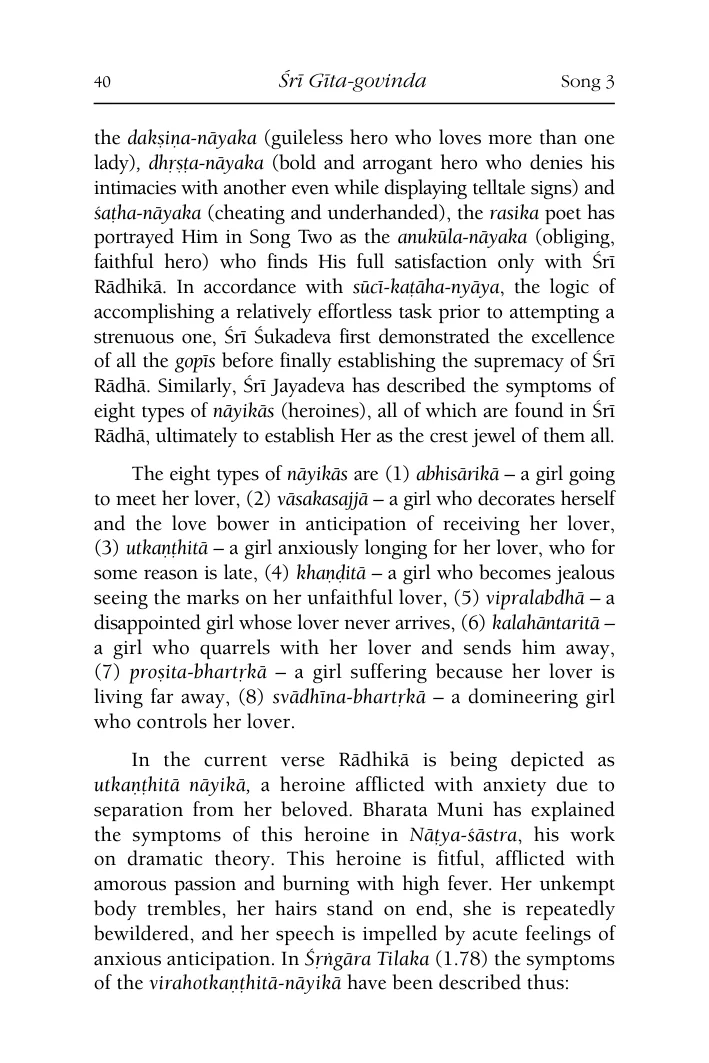 40 Śrī Gīta-govinda Song 3
the dakṣiṇa-nāyaka (guileless hero who loves more than one
lady), dhṛṣṭa-nāyaka (bold and arrogant hero who denies his
intimacies with another even while displaying telltale signs) and
śaṭha-nāyaka (cheating and underhanded), the rasika poet has
portrayed Him in Song Two as the anukūla-nāyaka (obliging,
faithful hero) who finds His full satisfaction only with Śrī
Rādhikā. In accordance with sūcī-kaṭāha-nyāya, the logic of
accomplishing a relatively effortless task prior to attempting a
strenuous one, Śrī Śukadeva first demonstrated the excellence
of all the gopīs before finally establishing the supremacy of Śrī
Rādhā. Similarly, Śrī Jayadeva has described the symptoms of
eight types of nāyikās (heroines), all of which are found in Śrī
Rādhā, ultimately to establish Her as the crest jewel of them all.
The eight types of nāyikās are (1) abhisārikā – a girl going
to meet her lover, (2) vāsakasajjā – a girl who decorates herself
and the love bower in anticipation of receiving her lover,
(3) utkaṇṭhitā – a girl anxiously longing for her lover, who for
some reason is late, (4) khaṇḍitā – a girl who becomes jealous
seeing the marks on her unfaithful lover, (5) vipralabdhā – a
disappointed girl whose lover never arrives, (6) kalahāntaritā –
a girl who quarrels with her lover and sends him away,
(7) proṣita-bhartṛkā – a girl suffering because her lover is
living far away, (8) svādhīna-bhartṛkā – a domineering girl
who controls her lover.
In the current verse Rādhikā is being depicted as
utkaṇṭhitā nāyikā, a heroine afflicted with anxiety due to
separation from her beloved. Bharata Muni has explained
the symptoms of this heroine in Nāṭya-śāstra, his work
on dramatic theory. This heroine is fitful, afflicted with
amorous passion and burning with high fever. Her unkempt
body trembles, her hairs stand on end, she is repeatedly
bewildered, and her speech is impelled by acute feelings of
anxious anticipation. In Śṛṅgāra Tilaka (1.78) the symptoms
of the virahotkaṇṭhitā-nāyikā have been described thus: